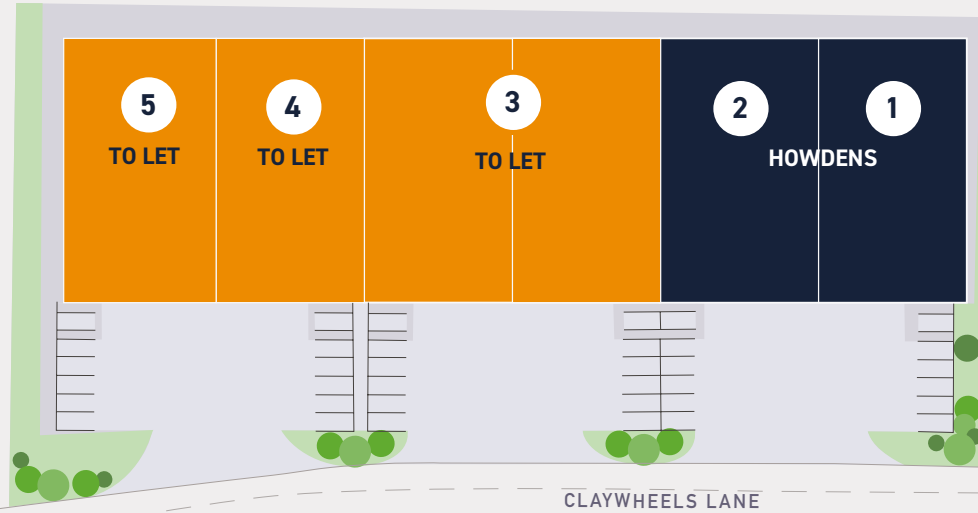 5
TO LET
4
TO LET
3
TO LET
2
1
HOWDENS
CLAYWHEELS LANE